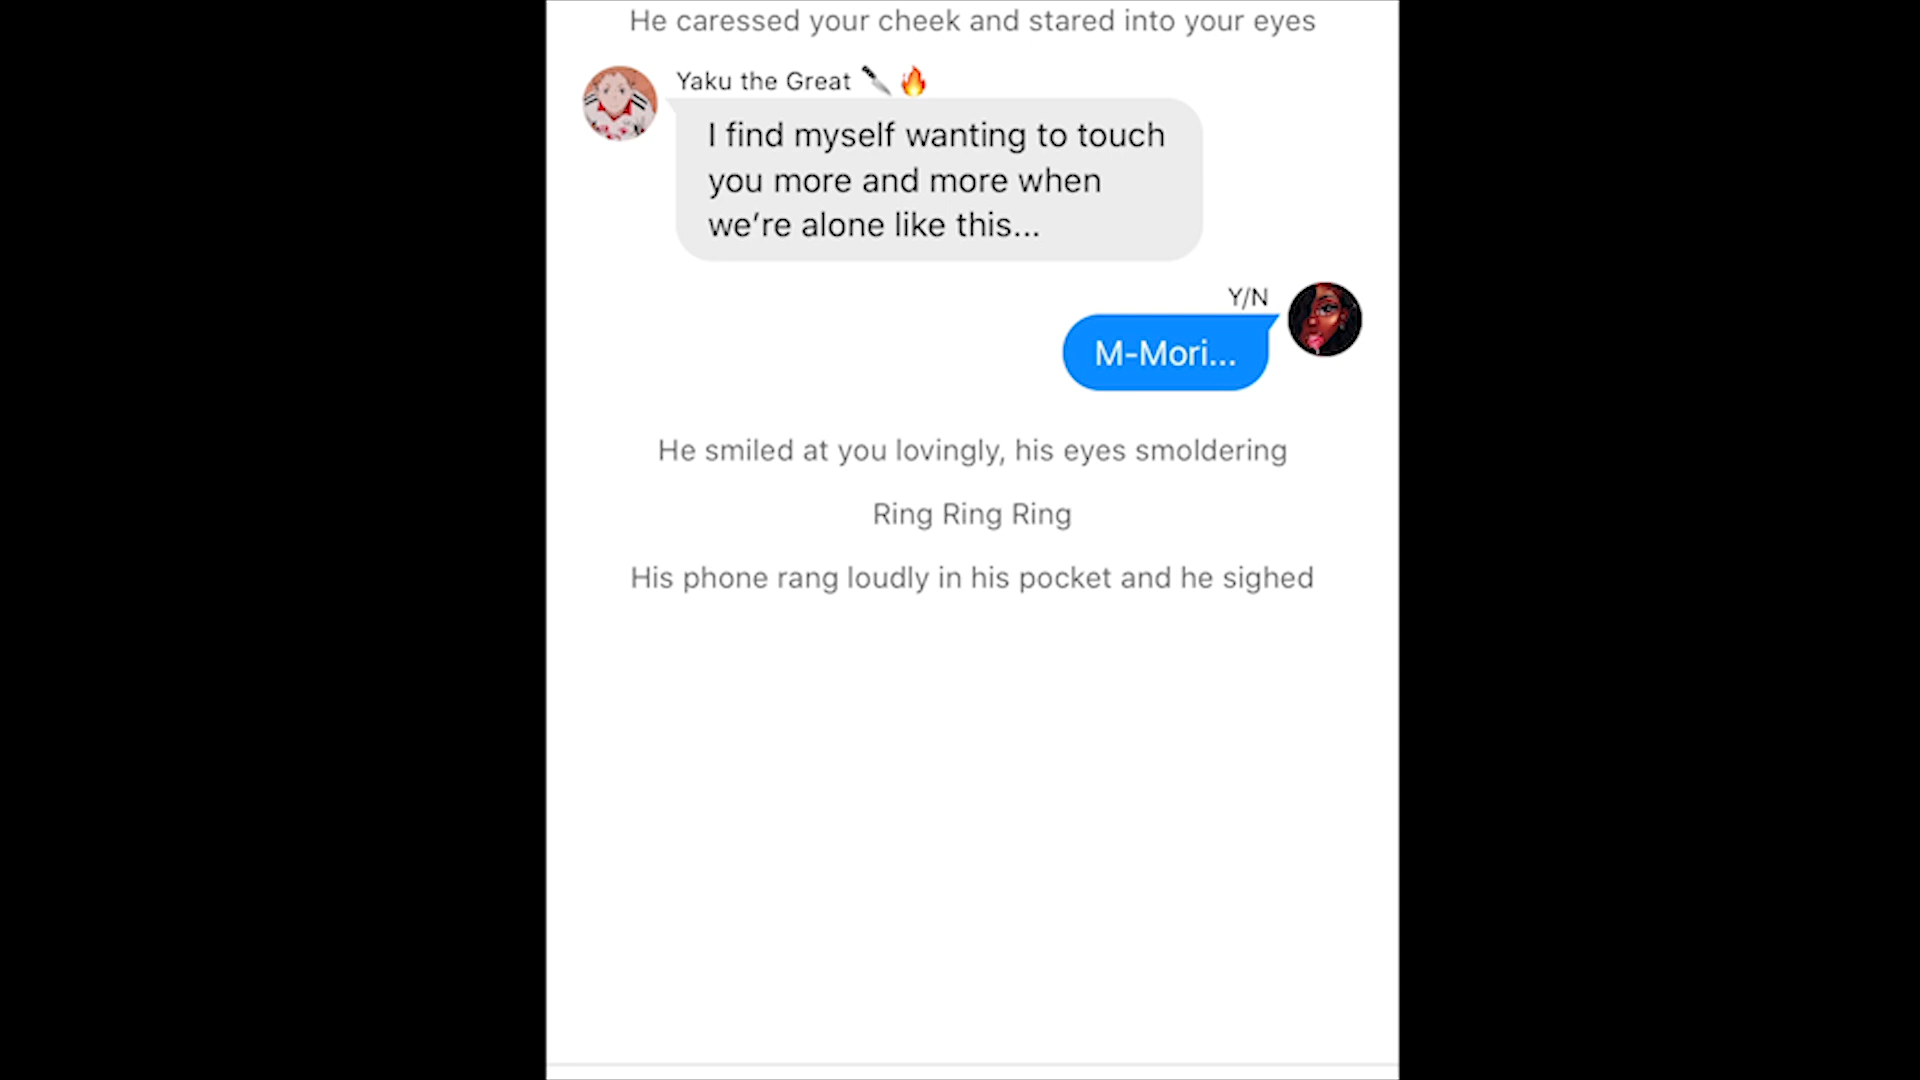 He caressed your cheek and stared into your eyes
Yaku the Great 🔪🔥
I find myself wanting to touch
you more and more when
we’re alone like this...
Y/N
M-Mori...
He smiled at you lovingly, his eyes smoldering
Ring Ring Ring
His phone rang loudly in his pocket and he sighed